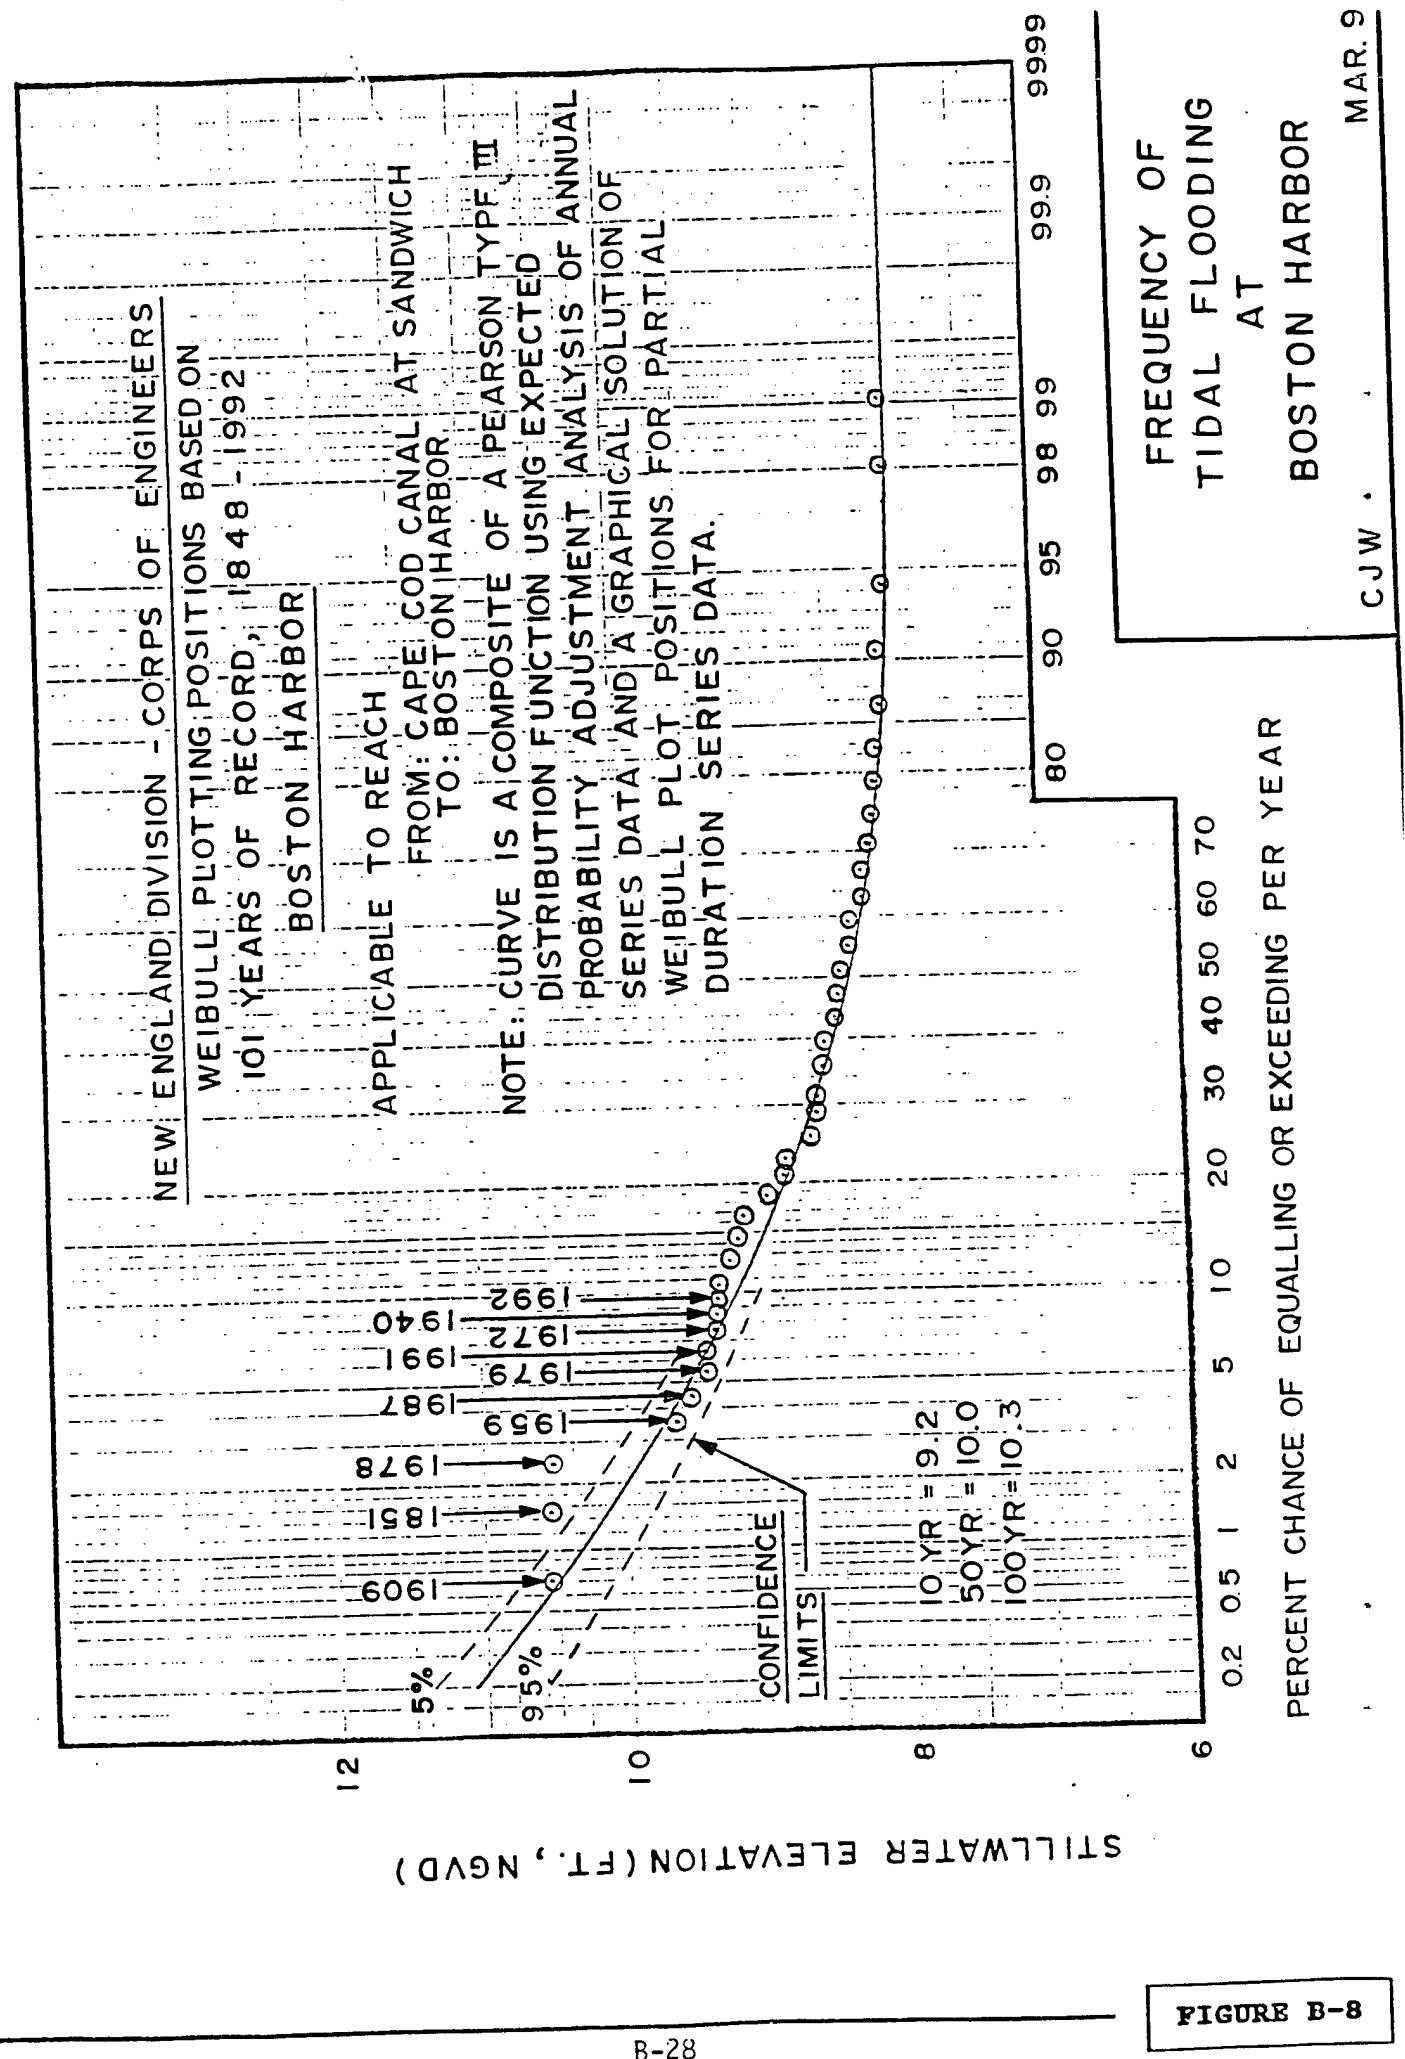 NEW ENGLAND DIVISION - CORPS OF ENGINEERS
WEIBULL PLOTTING POSITIONS BASED ON
101 YEARS OF RECORD, 1848-1992
BOSTON HARBOR
APPLICABLE TO REACH
FROM: CAPE COD CANAL AT SANDWICH
TO: BOSTON HARBOR
NOTE: CURVE IS A COMPOSITE OF A PEARSON TYPE III
DISTRIBUTION FUNCTION USING EXPECTED
PROBABILITY ADJUSTMENT ANALYSIS OF ANNUAL
SERIES DATA AND A GRAPHICAL SOLUTION OF
WEIBULL PLOT POSITIONS FOR PARTIAL
DURATION SERIES DATA.
1909
1851
1978
1959
1987
1979
1991
1972
1940
1992
5%
95%
CONFIDENCE
LIMITS
10 YR = 9.2
50YR = 10.0
100YR = 10.3
12
10
8
6
STILLWATER ELEVATION (FT., NGVD)
0.2 0.5 1 2 5 10 20 30 40 50 60 70 80 90 95 98 99 99.9 99.99
PERCENT CHANCE OF EQUALLING OR EXCEEDING PER YEAR
FREQUENCY OF
TIDAL FLOODING
AT
BOSTON HARBOR
CJW MAR. 9
B-28
FIGURE B-8